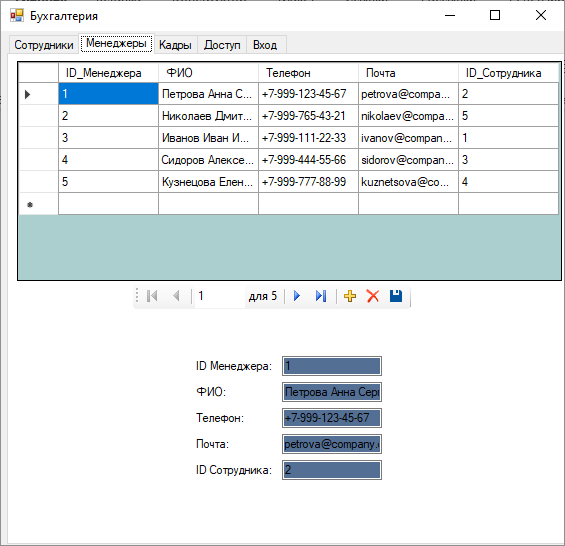 Бухгалтерия
Сотрудники Менеджеры Кадры Доступ Вход
ID_Менеджера ФИО Телефон Почта ID_Сотрудника
1 Петрова Анна С... +7-999-123-45-67 petrova@compa... 2
2 Николаев Дмит... +7-999-765-43-21 nikolaev@compa... 5
3 Иванов Иван И... +7-999-111-22-33 ivanov@compan... 1
4 Сидоров Алексе... +7-999-444-55-66 sidorov@compan... 3
5 Кузнецова Елен... +7-999-777-88-99 kuznetsova@co... 4
1 для 5
ID Менеджера: 1
ФИО: Петрова Анна Сер
Телефон: +7-999-123-45-67
Почта: petrova@company.
ID Сотрудника: 2